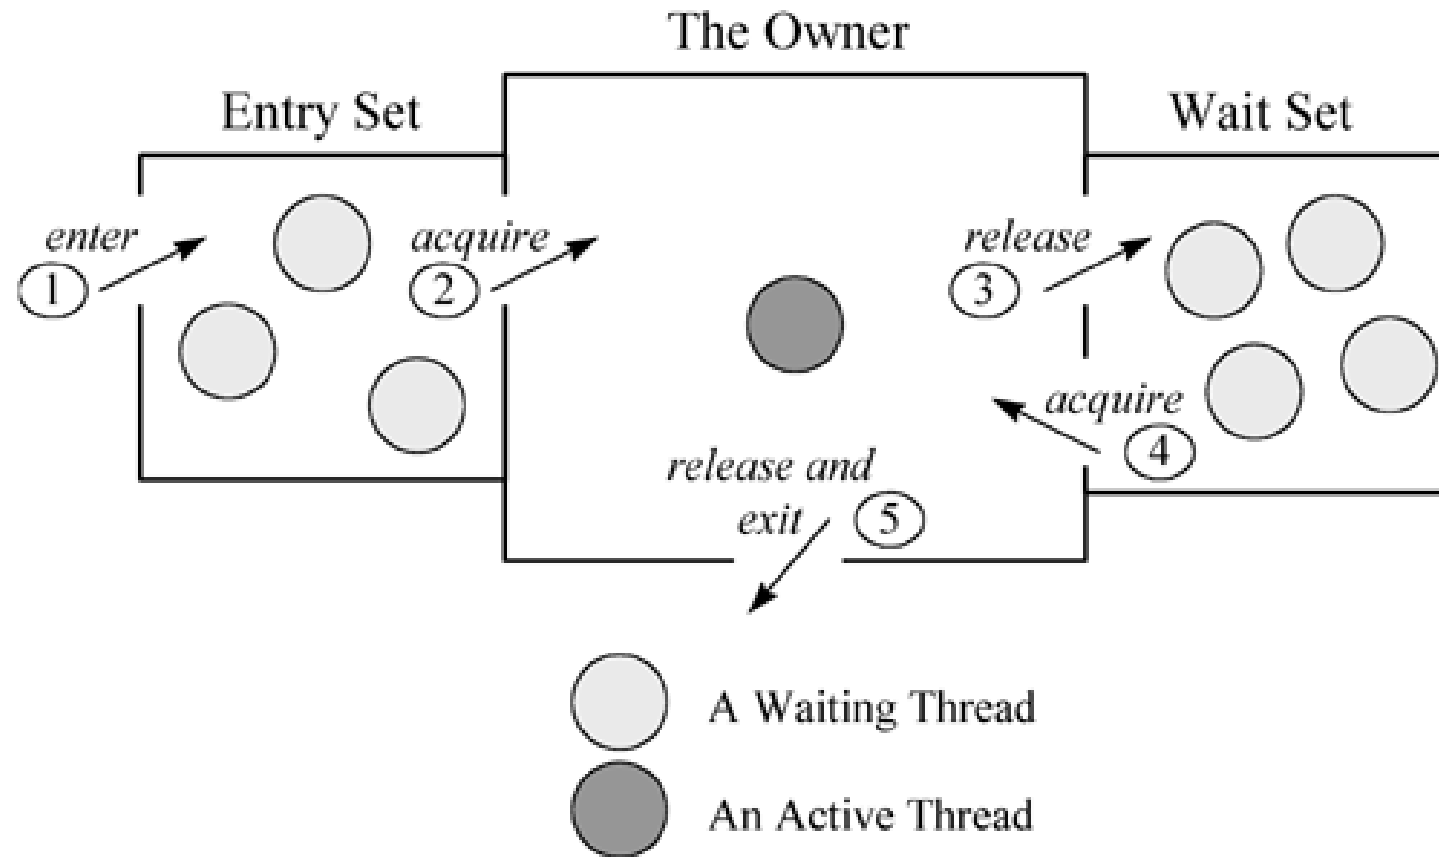 The Owner
Entry Set
Wait Set
enter
1
acquire
2
release
3
acquire
4
release and
exit
5
A Waiting Thread
An Active Thread